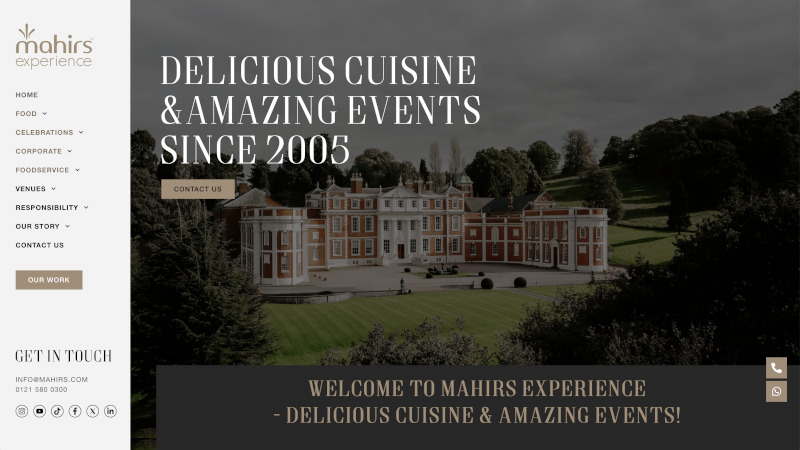 mahirs
experience
HOME
FOOD
CELEBRATIONS
CORPORATE
FOODSERVICE
VENUES
RESPONSIBILITY
OUR STORY
CONTACT US
OUR WORK
GET IN TOUCH
INFO@MAHIRS.COM
0121 580 0300
DELICIOUS CUISINE
&AMAZING EVENTS
SINCE 2005
CONTACT US
WELCOME TO MAHIRS EXPERIENCE
- DELICIOUS CUISINE & AMAZING EVENTS!